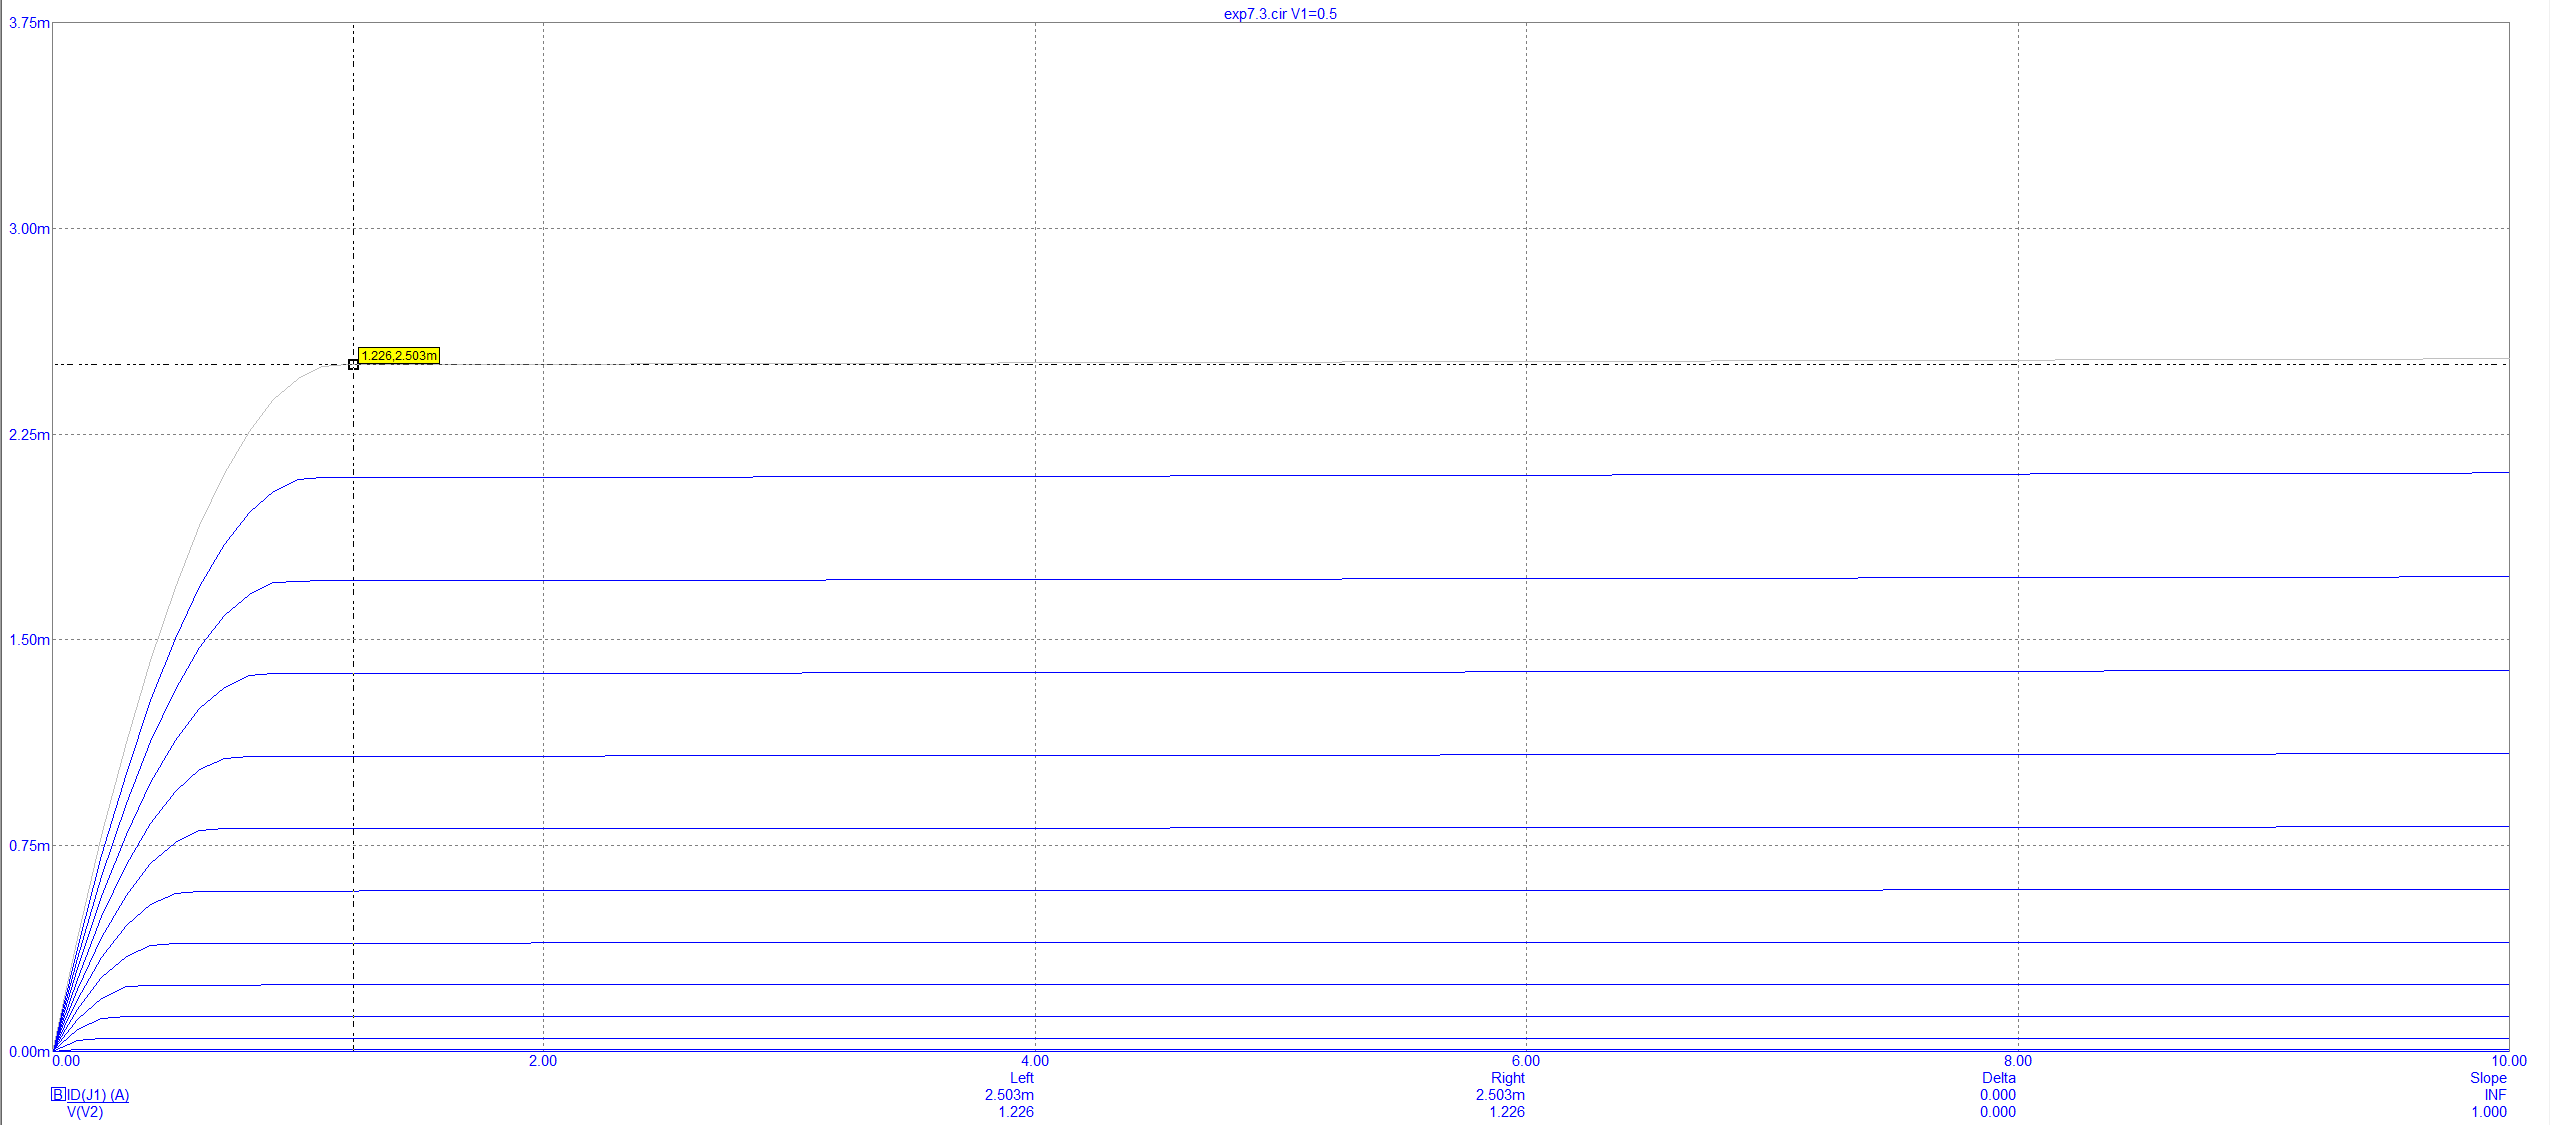 exp7.3.cir V1=0.5
3.75m
3.00m
1.226,2.503m
2.25m
1.50m
0.75m
0.00m
0.00 2.00 4.00 6.00 8.00 10.00
Left Right Delta Slope
B ID(J1) (A) 2.503m 2.503m 0.000 INF
V(V2) 1.226 1.226 0.000 1.000